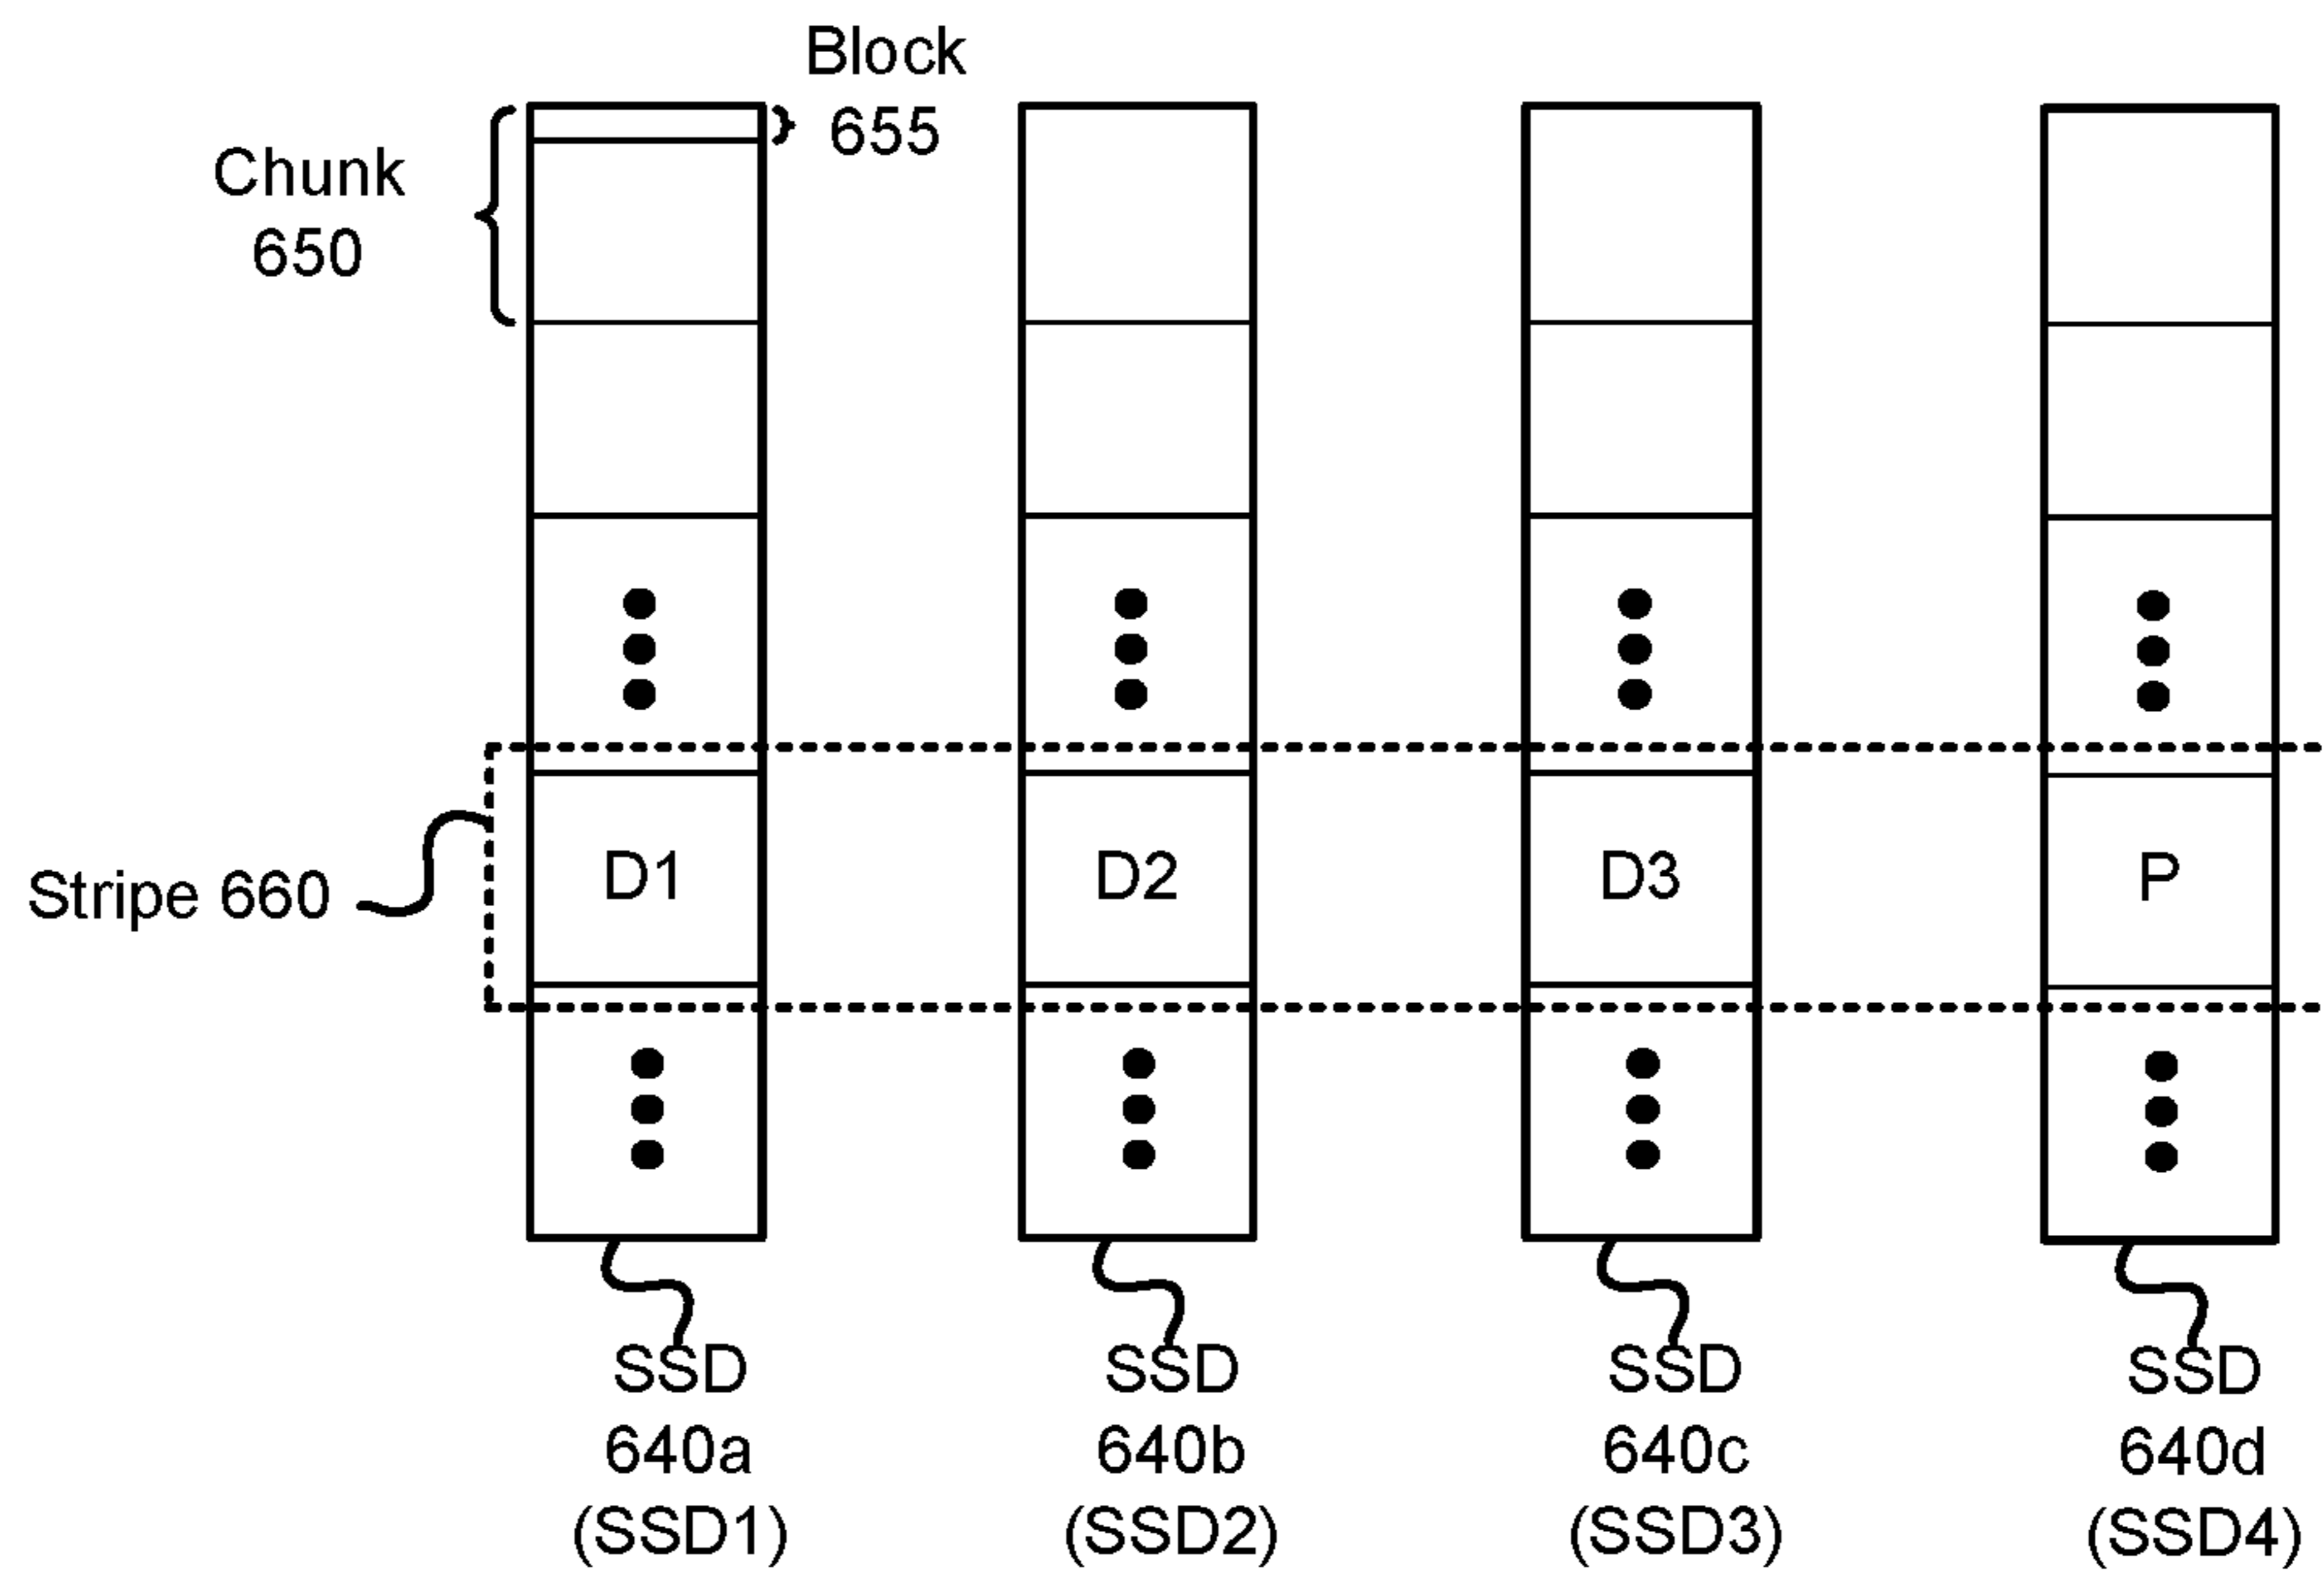 Block
655
Chunk
650
D1
D2
D3
P
Stripe 660
SSD
640a
(SSD1)
SSD
640b
(SSD2)
SSD
640c
(SSD3)
SSD
640d
(SSD4)